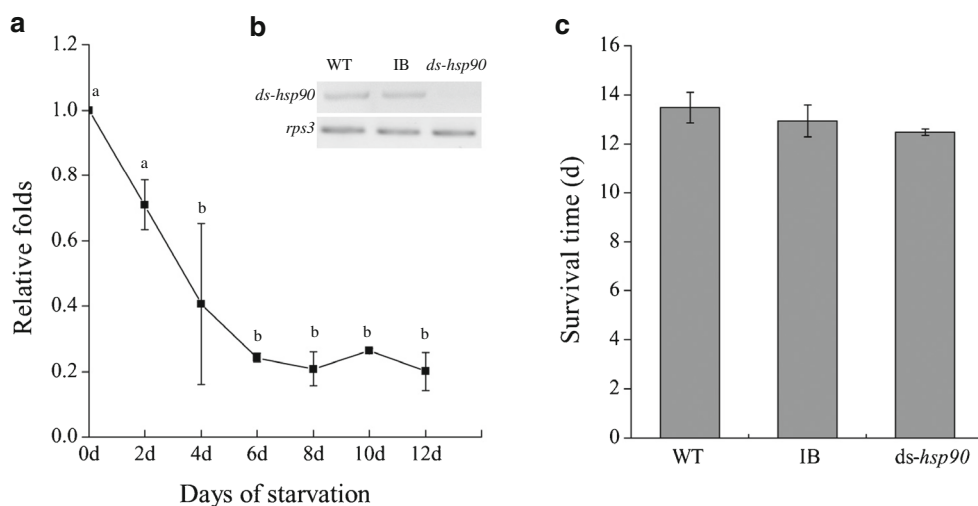 a
b
c
1.2
1.0
0.8
0.6
0.4
0.2
0.0
Relative folds
a
a
b
b
b
b
b
0d 2d 4d 6d 8d 10d 12d
Days of starvation
WT IB ds-hsp90
ds-hsp90
rps3
16
14
12
10
8
6
4
2
0
Survival time (d)
WT IB ds-hsp90